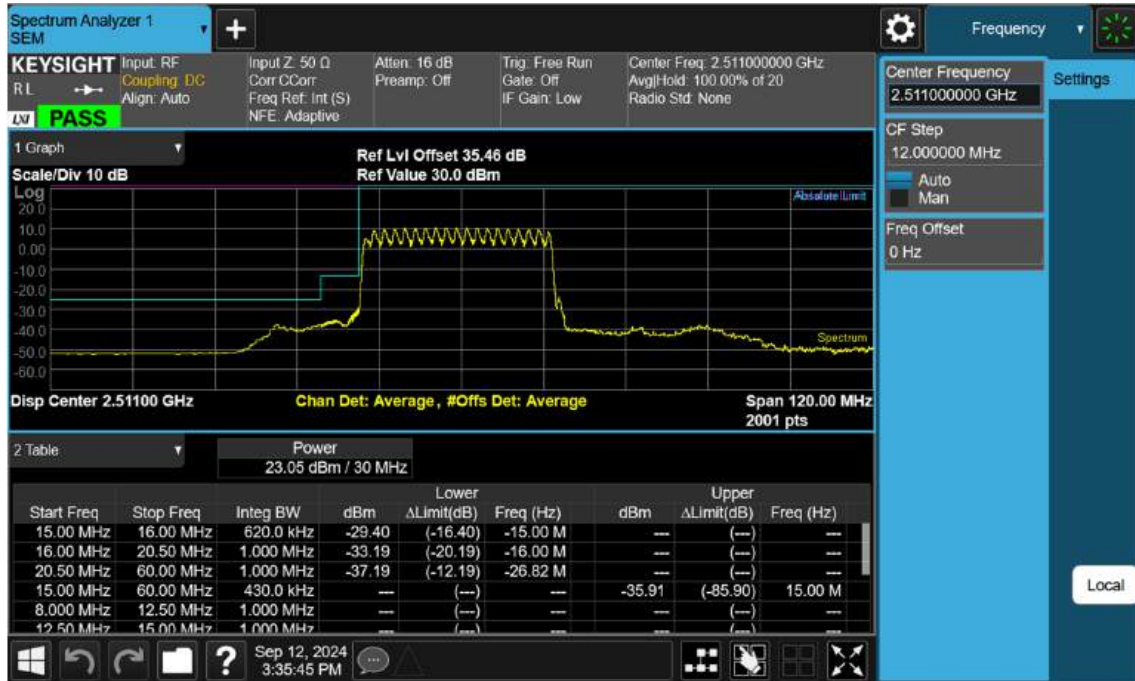 Spectrum Analyzer 1
SEM
Frequency
KEYSIGHT
RL
LXI PASS
Input: RF
Coupling: DC
Align: Auto
Input Z: 50 Ω
Corr CCorr
Freq Ref: Int (S)
NFE: Adaptive
Atten: 16 dB
Preamp: Off
Trig: Free Run
Gate: Off
IF Gain: Low
Center Freq: 2.511000000 GHz
Avg|Hold: 100.00% of 20
Radio Std: None
Center Frequency
2.511000000 GHz
Settings
CF Step
12.000000 MHz
Auto
Man
Freq Offset
0 Hz
1 Graph
Scale/Div 10 dB
Ref Lvl Offset 35.46 dB
Ref Value 30.0 dBm
Log
Absolute Limit
20.0
10.0
0.00
-10.0
-20.0
-30.0
-40.0
Spectrum
-50.0
-60.0
Disp Center 2.51100 GHz
Chan Det: Average, #Offs Det: Average
Span 120.00 MHz
2001 pts
2 Table
Power
23.05 dBm / 30 MHz
Lower Upper
Start Freq Stop Freq Integ BW dBm ΔLimit(dB) Freq (Hz) dBm ΔLimit(dB) Freq (Hz)
15.00 MHz 16.00 MHz 620.0 kHz -29.40 (-16.40) -15.00 M --- (---) ---
16.00 MHz 20.50 MHz 1.000 MHz -33.19 (-20.19) -16.00 M --- (---) ---
20.50 MHz 60.00 MHz 1.000 MHz -37.19 (-12.19) -26.82 M --- (---) ---
15.00 MHz 60.00 MHz 430.0 kHz --- (---) --- -35.91 (-85.90) 15.00 M
8.000 MHz 12.50 MHz 1.000 MHz --- (---) --- --- (---) ---
12.50 MHz 15.00 MHz 1.000 MHz --- (---) --- --- (---) ---
Local
?
Sep 12, 2024
3:35:45 PM